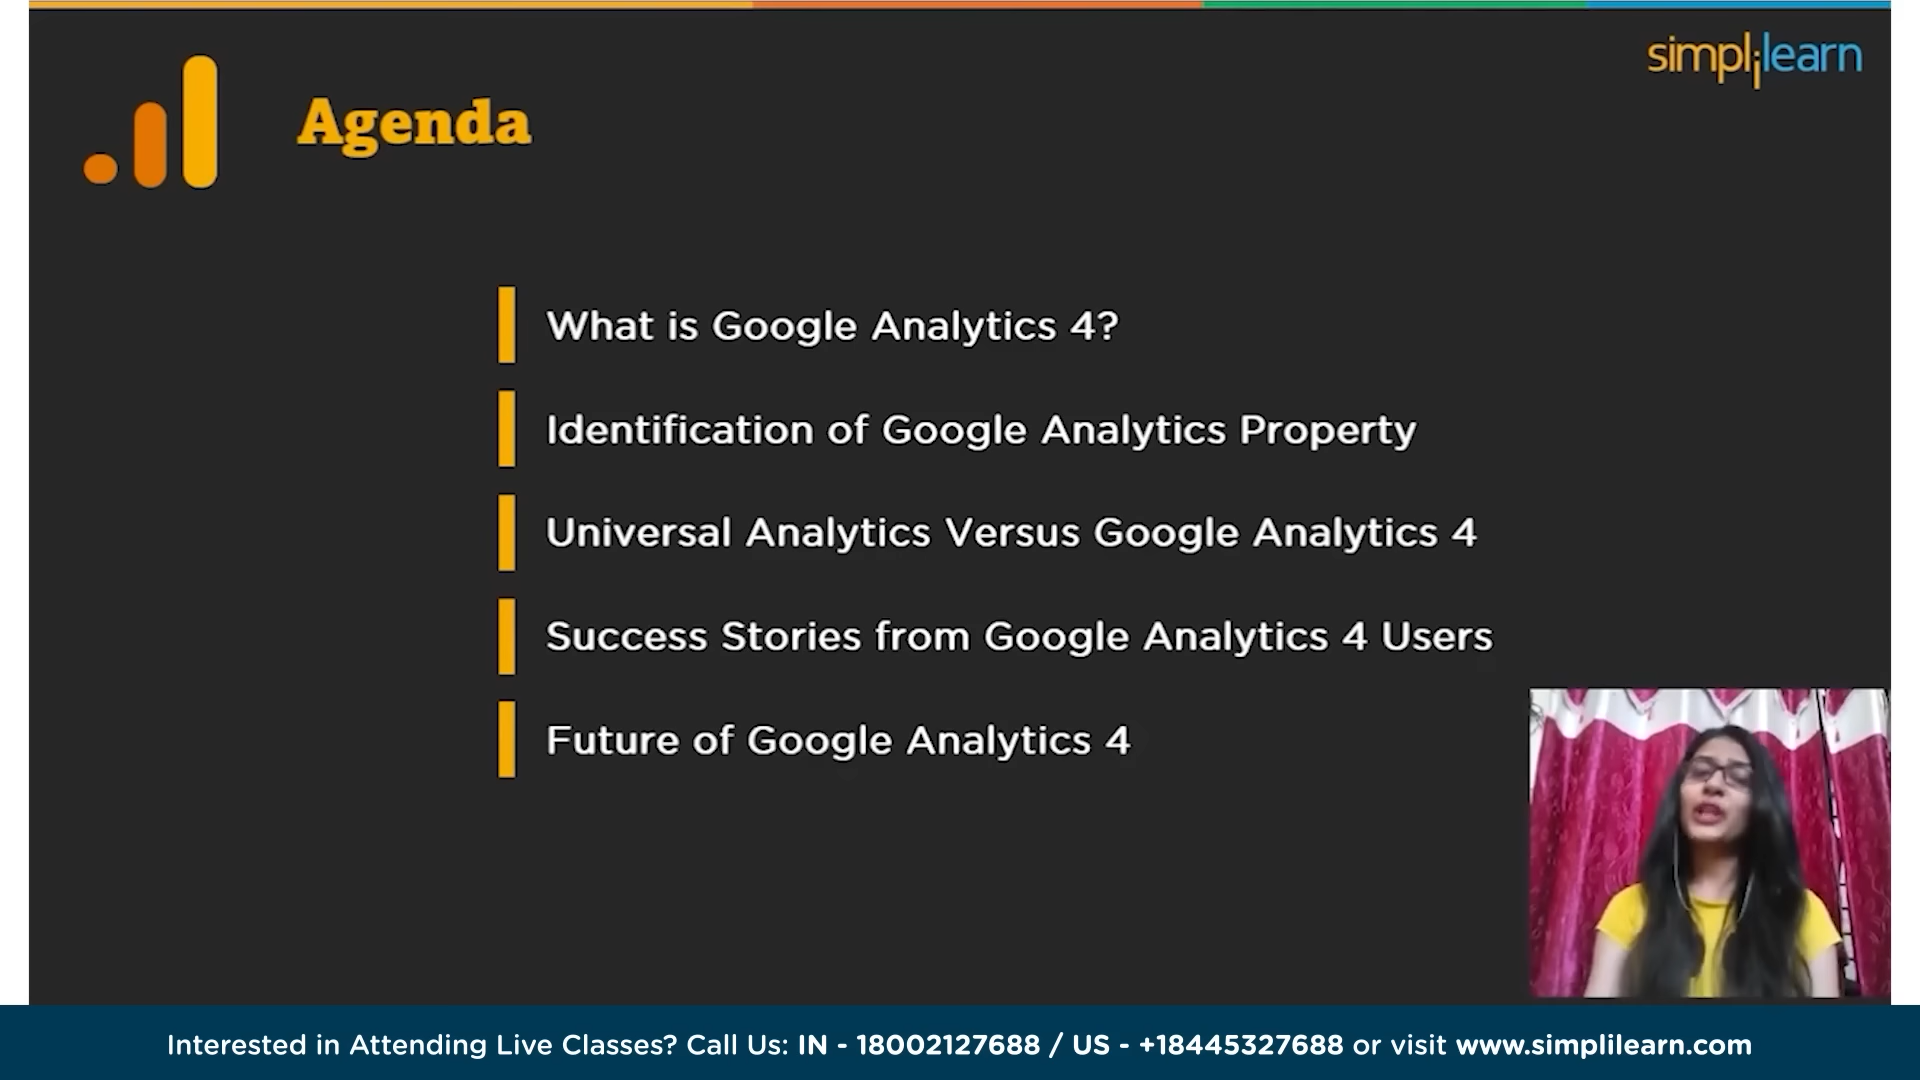 simplilearn
Agenda
What is Google Analytics 4?
Identification of Google Analytics Property
Universal Analytics Versus Google Analytics 4
Success Stories from Google Analytics 4 Users
Future of Google Analytics 4
Interested in Attending Live Classes? Call Us: IN - 18002127688 / US - +18445327688 or visit www.simplilearn.com